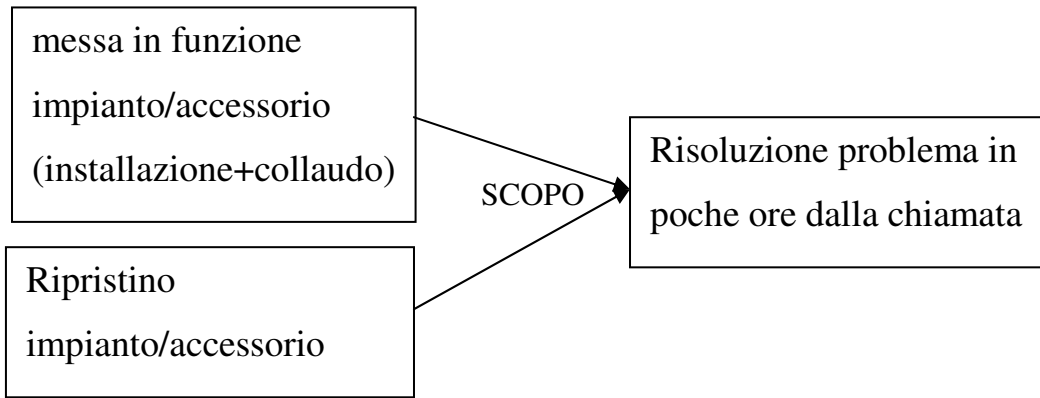 messa in funzione
impianto/accessorio
(installazione+collaudo)
SCOPO
Risoluzione problema in
poche ore dalla chiamata
Ripristino
impianto/accessorio